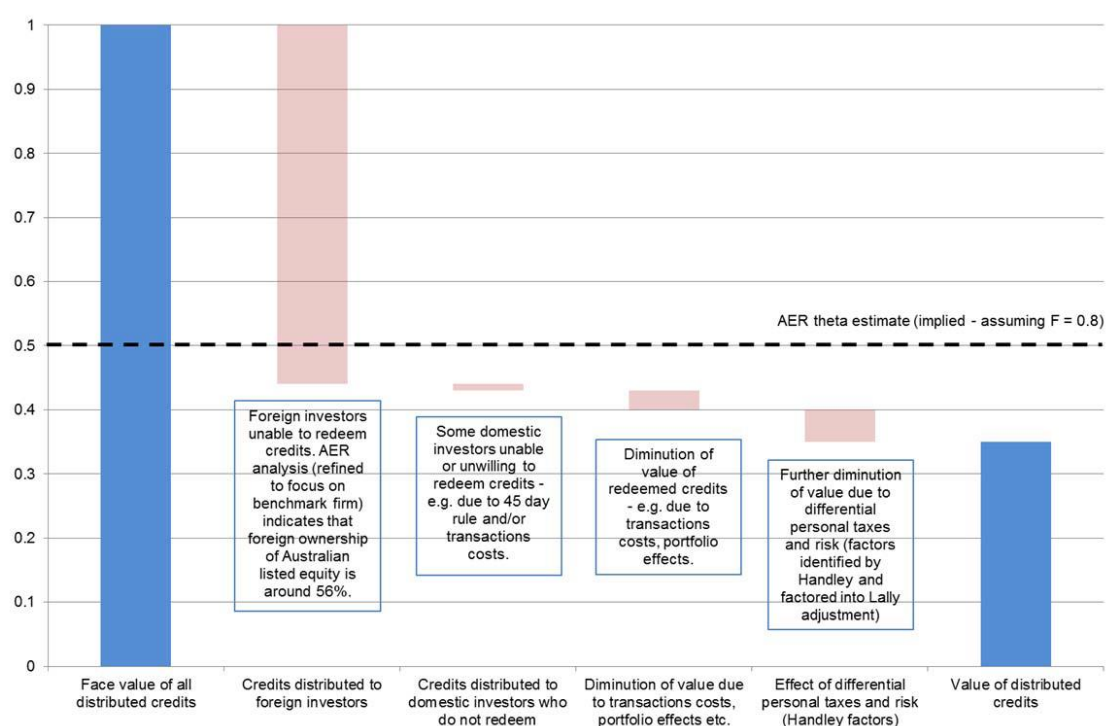 1
0.9
0.8
0.7
0.6
0.5
0.4
0.3
0.2
0.1
0
AER theta estimate (implied - assuming F = 0.8)
Foreign investors
unable to redeem
credits. AER
analysis (refined
to focus on
benchmark firm)
indicates that
foreign ownership
of Australian
listed equity is
around 56%.
Some domestic
investors unable
or unwilling to
redeem credits -
e.g. due to 45 day
rule and/or
transactions
costs.
Diminution of
value of
redeemed credits
- e.g. due to
transactions
costs, portfolio
effects.
Further diminution
of value due to
differential
personal taxes
and risk (factors
identified by
Handley and
factored into Lally
adjustment)
Face value of all
distributed credits
Credits distributed to
foreign investors
Credits distributed to
domestic investors who
do not redeem
Diminution of value due
to transactions costs,
portfolio effects etc.
Effect of differential
personal taxes and risk
(Handley factors)
Value of distributed
credits